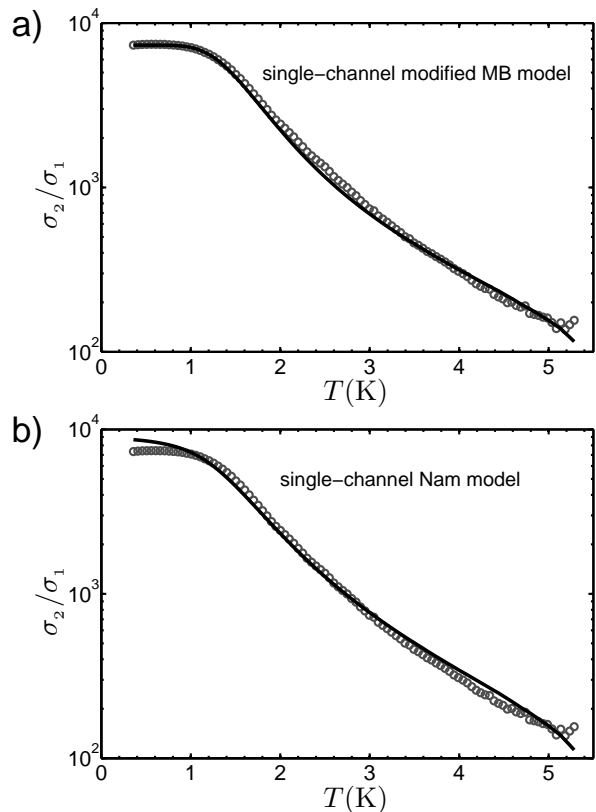 a)
10^4
single−channel modified MB model
10^3
σ_2/σ_1
10^2
0 1 2 3 4 5
T(K)
b)
10^4
single−channel Nam model
10^3
σ_2/σ_1
10^2
0 1 2 3 4 5
T(K)